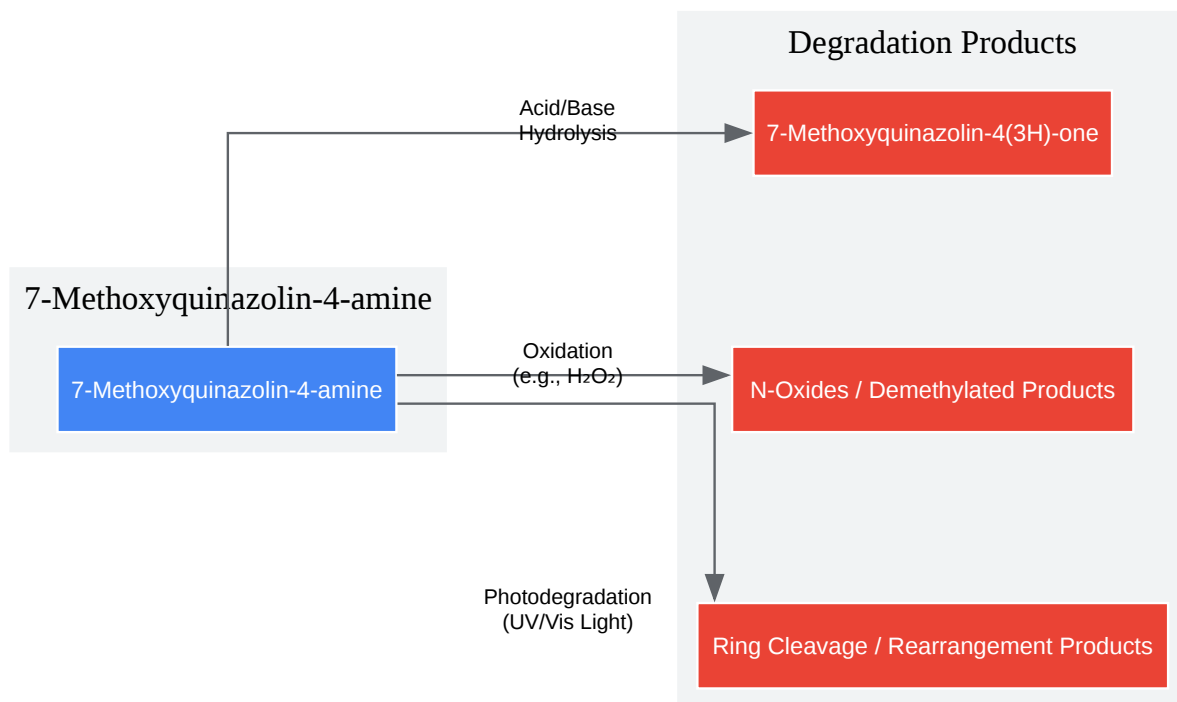 Degradation Products
Acid/Base
Hydrolysis
7-Methoxyquinazolin-4(3H)-one
7-Methoxyquinazolin-4-amine
7-Methoxyquinazolin-4-amine
Oxidation
(e.g., H₂O₂)
N-Oxides / Demethylated Products
Photodegradation
(UV/Vis Light)
Ring Cleavage / Rearrangement Products